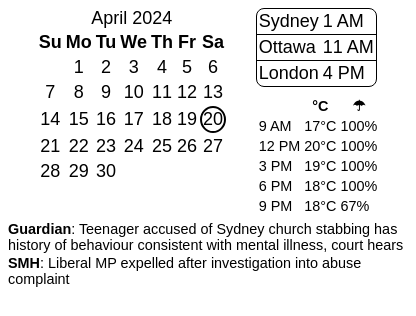 April 2024
Su Mo Tu We Th Fr Sa
1 2 3 4 5 6
7 8 9 10 11 12 13
14 15 16 17 18 19 20
21 22 23 24 25 26 27
28 29 30
Sydney 1 AM
Ottawa 11 AM
London 4 PM
°C ☂
9 AM 17°C 100%
12 PM 20°C 100%
3 PM 19°C 100%
6 PM 18°C 100%
9 PM 18°C 67%
Guardian: Teenager accused of Sydney church stabbing has
history of behaviour consistent with mental illness, court hears
SMH: Liberal MP expelled after investigation into abuse
complaint